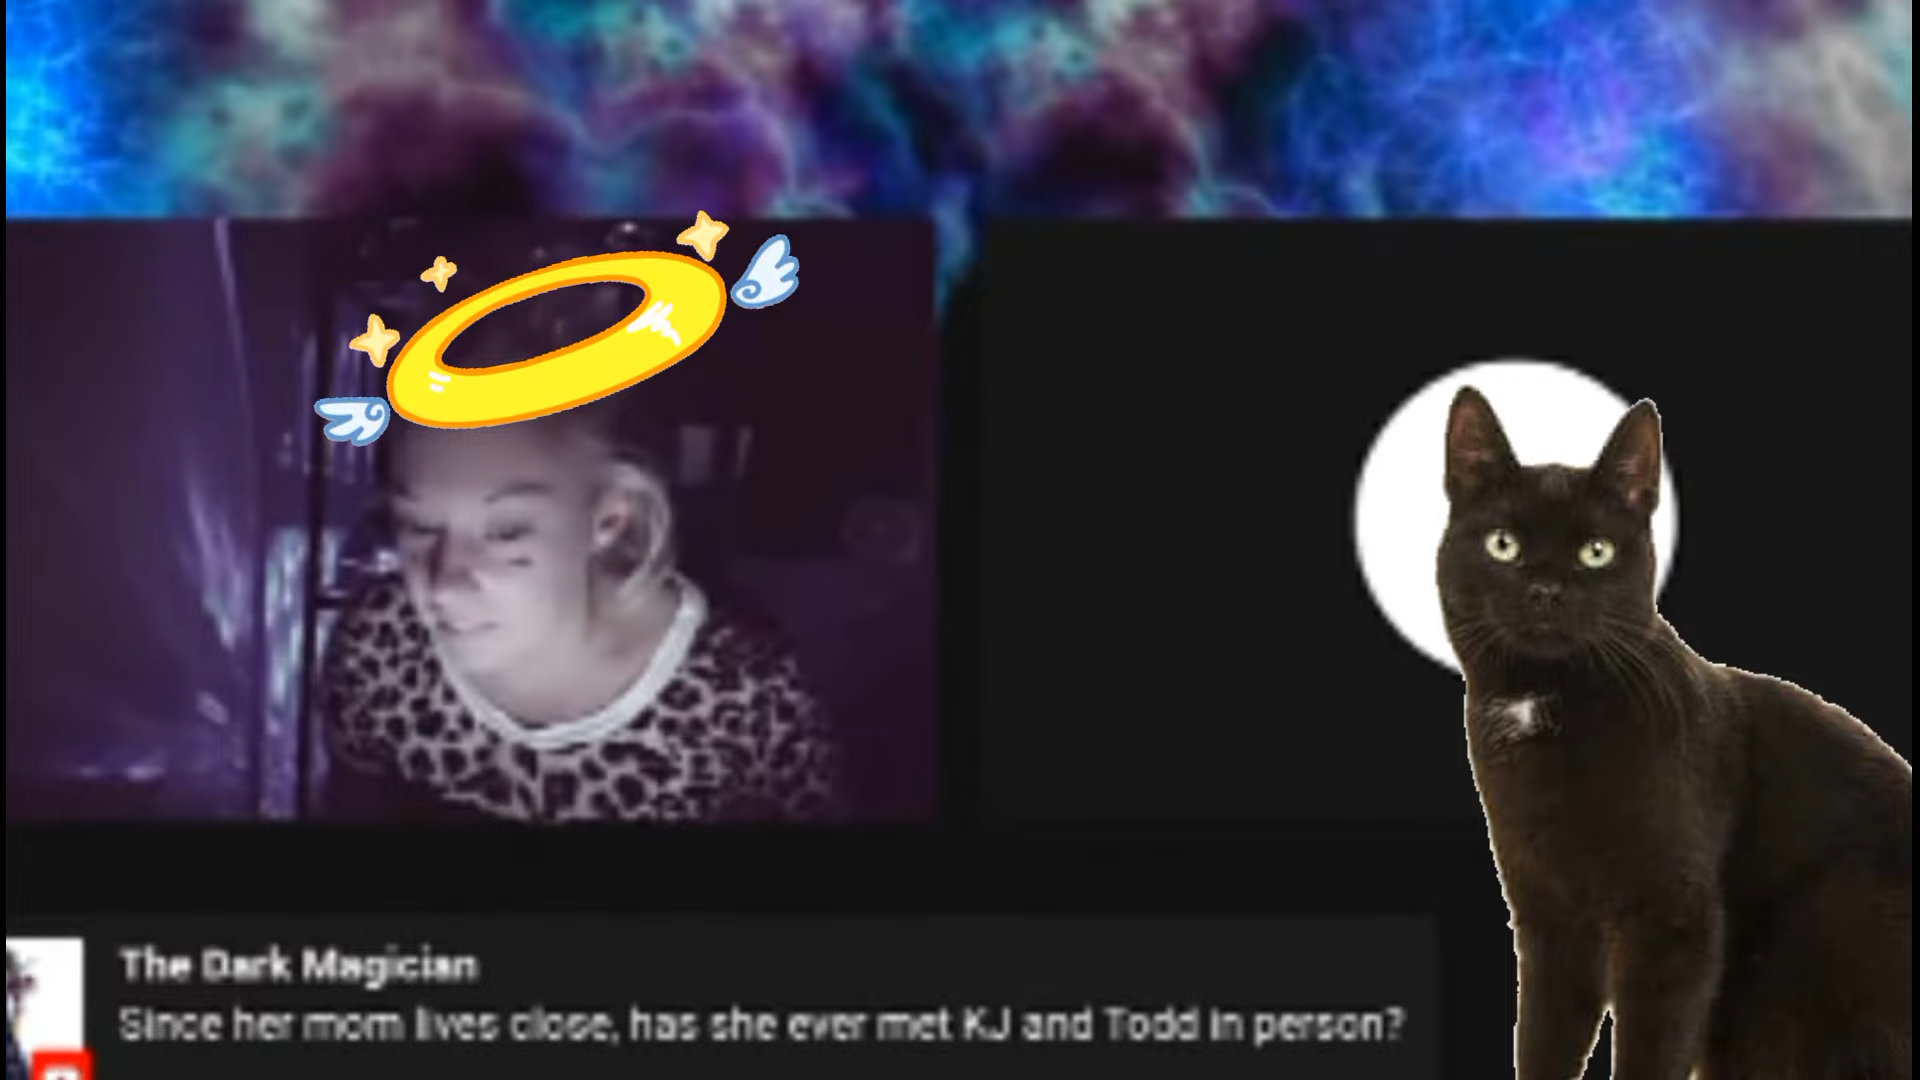 The Dark Magician
Since her mom lives close, has she ever met KJ and Todd in person?